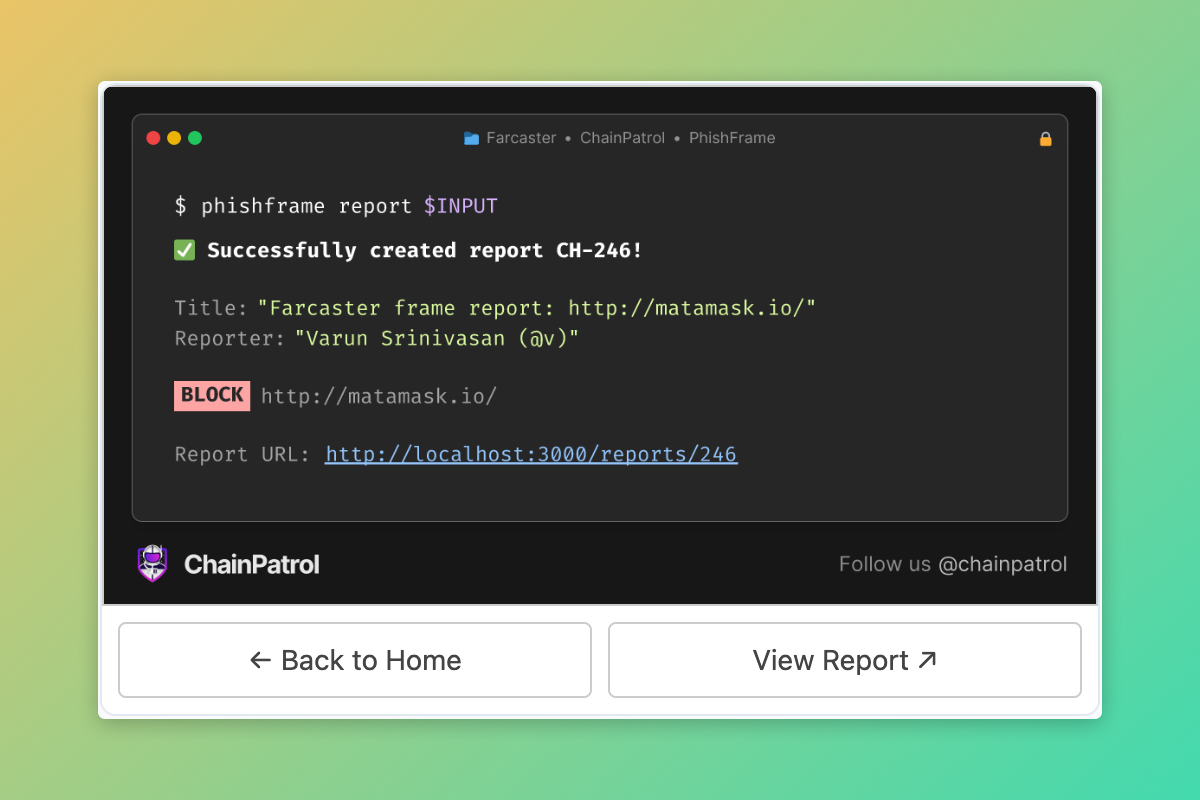 Farcaster • ChainPatrol • PhishFrame
$ phishframe report $INPUT
✅ Successfully created report CH-246!
Title: "Farcaster frame report: http://matamask.io/"
Reporter: "Varun Srinivasan (@v)"
BLOCK http://matamask.io/
Report URL: http://localhost:3000/reports/246
ChainPatrol
Follow us @chainpatrol
← Back to Home
View Report ↗